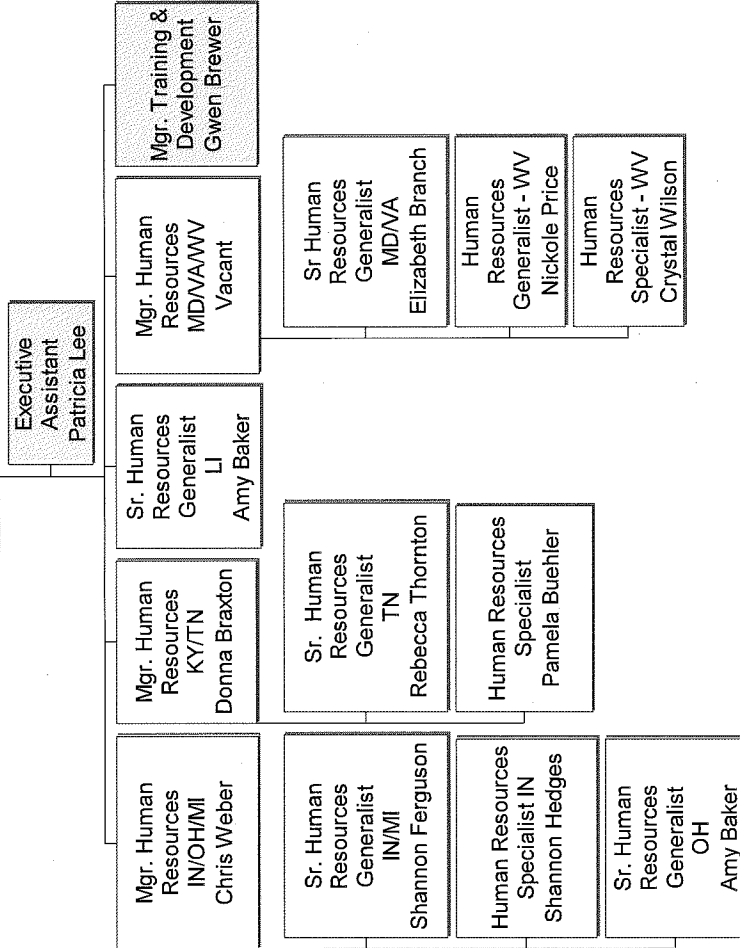 Executive
Assistant
Patricia Lee
Mgr. Human
Resources
IN/OH/MI
Chris Weber
Mgr. Human
Resources
KY/TN
Donna Braxton
Sr. Human
Resources
Generalist
LI
Amy Baker
Mgr. Human
Resources
MD/VA/WV
Vacant
Mgr. Training &
Development
Gwen Brewer
Sr. Human
Resources
Generalist
IN/MI
Shannon Ferguson
Human Resources
Specialist IN
Shannon Hedges
Sr. Human
Resources
Generalist
OH
Amy Baker
Sr. Human
Resources
Generalist
TN
Rebecca Thornton
Human Resources
Specialist
Pamela Buehler
Sr Human
Resources
Generalist
MD/VA
Elizabeth Branch
Human
Resources
Generalist - WV
Nickole Price
Human
Resources
Specialist - WV
Crystal Wilson